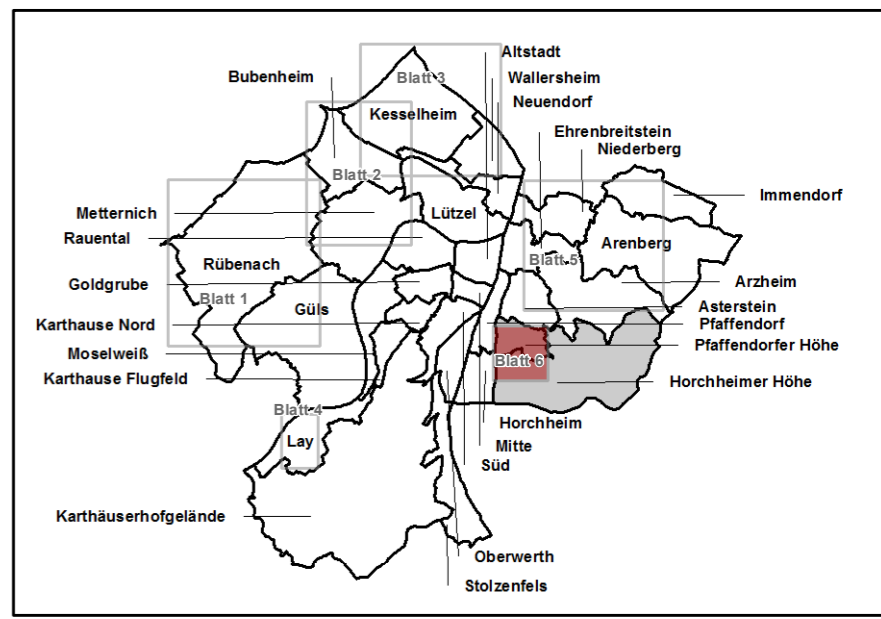 Altstadt
Bubenheim
Blatt 3
Wallersheim
Neuendorf
Kesselheim
Ehrenbreitstein
Niederberg
Blatt 2
Immendorf
Metternich
Lützel
Rauental
Arenberg
Rübenach
Blatt 5
Goldgrube
Arzheim
Blatt 1
Güls
Asterstein
Karthause Nord
Pfaffendorf
Pfaffendorfer Höhe
Moselweiß
Blatt 6
Karthause Flugfeld
Horchheimer Höhe
Blatt 4
Horchheim
Lay
Mitte
Süd
Karthäuserhofgelände
Oberwerth
Stolzenfels